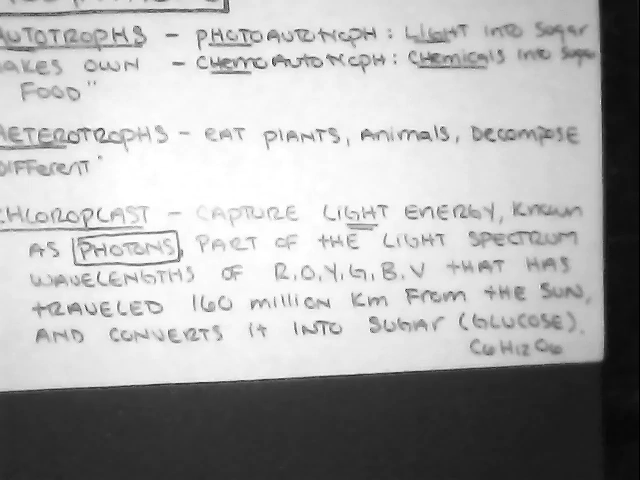 AUTOTROPHS - PHOTOAUTOTROPH: LIGHT INTO SUGAR
MAKES OWN - CHEMOAUTOTROPH: CHEMICALS INTO SUGAR
FOOD"
HETEROTROPHS - EAT PLANTS, ANIMALS, DECOMPOSE
DIFFERENT"
CHLOROPLAST - CAPTURE LIGHT ENERGY, KNOWN
AS PHOTONS, PART OF THE LIGHT SPECTRUM
WAVELENGTHS OF R,O,Y,G,B,V THAT HAS
TRAVELED 160 MILLION KM FROM THE SUN,
AND CONVERTS IT INTO SUGAR (GLUCOSE).
C6H12O6